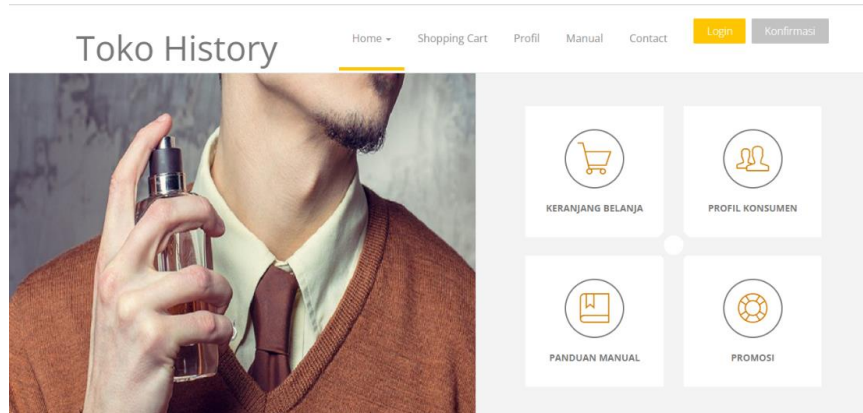 Toko History
Home
Shopping Cart
Profil
Manual
Contact
Login
Konfirmasi
KERANJANG BELANJA
PROFIL KONSUMEN
PANDUAN MANUAL
PROMOSI